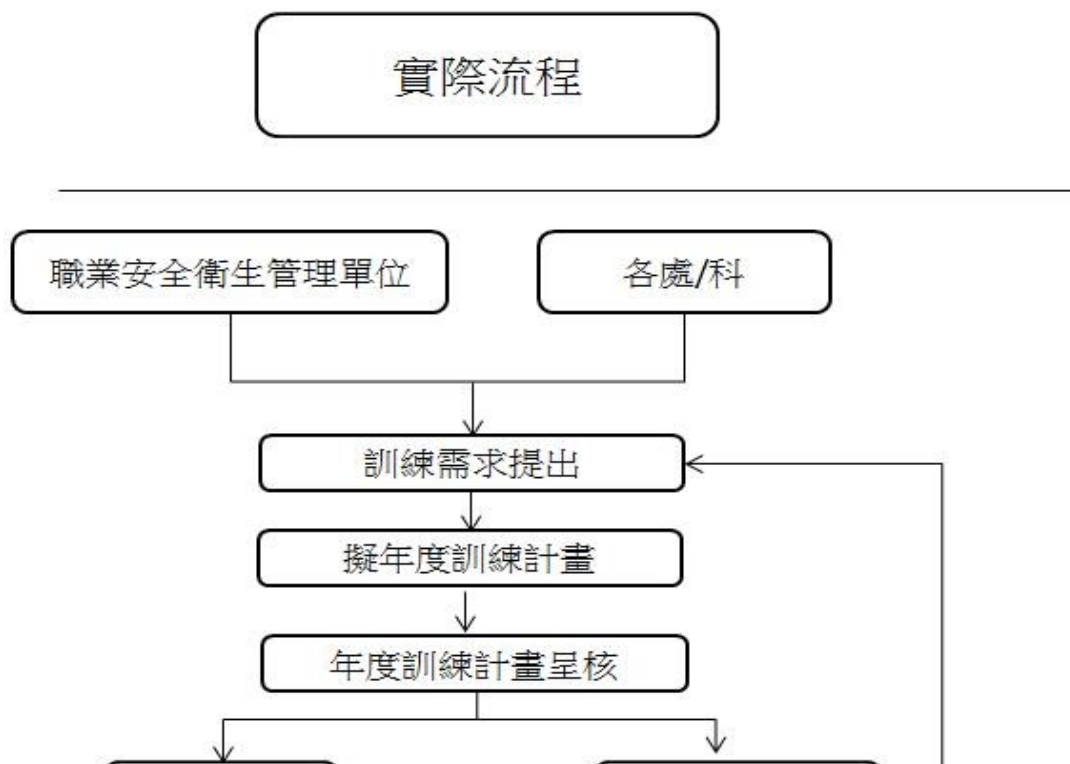 實際流程
職業安全衛生管理單位
各處/科
訓練需求提出
擬年度訓練計畫
年度訓練計畫呈核